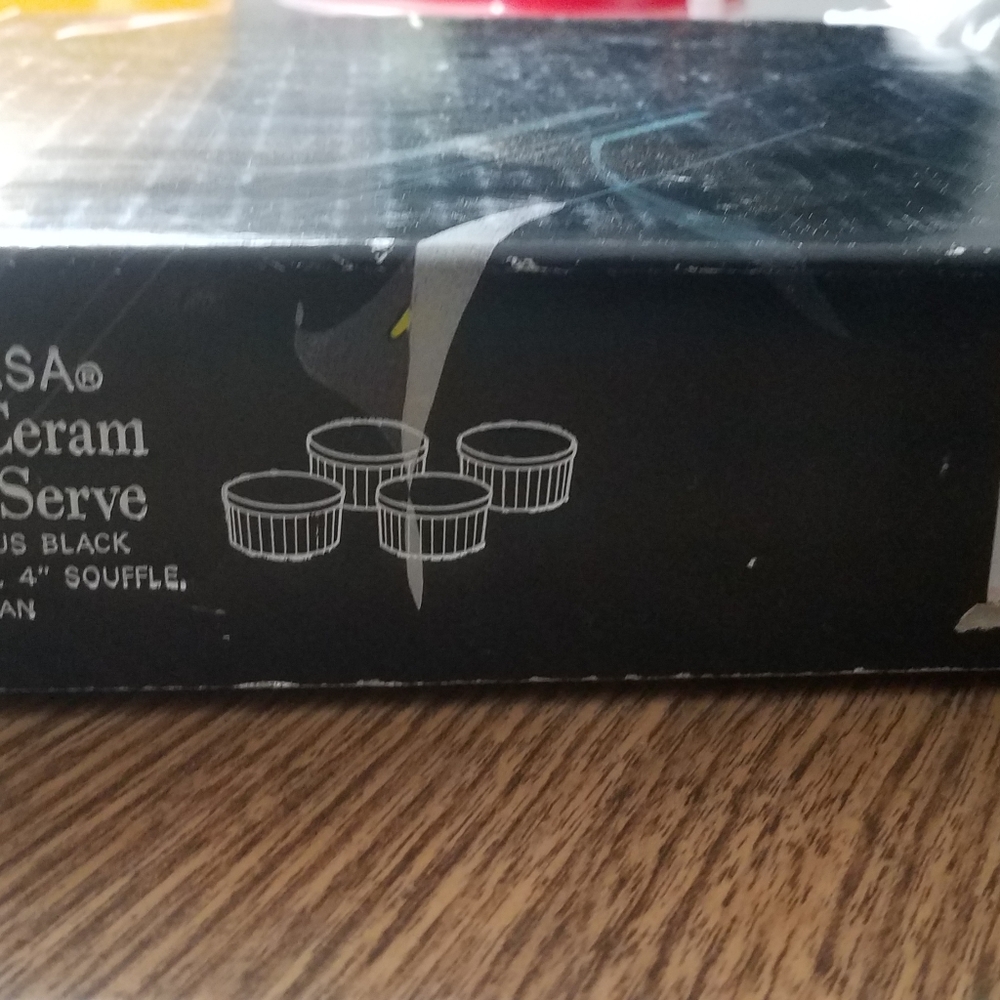 SA®
Ceram
Serve
US BLACK
4" SOUFFLE,
AN